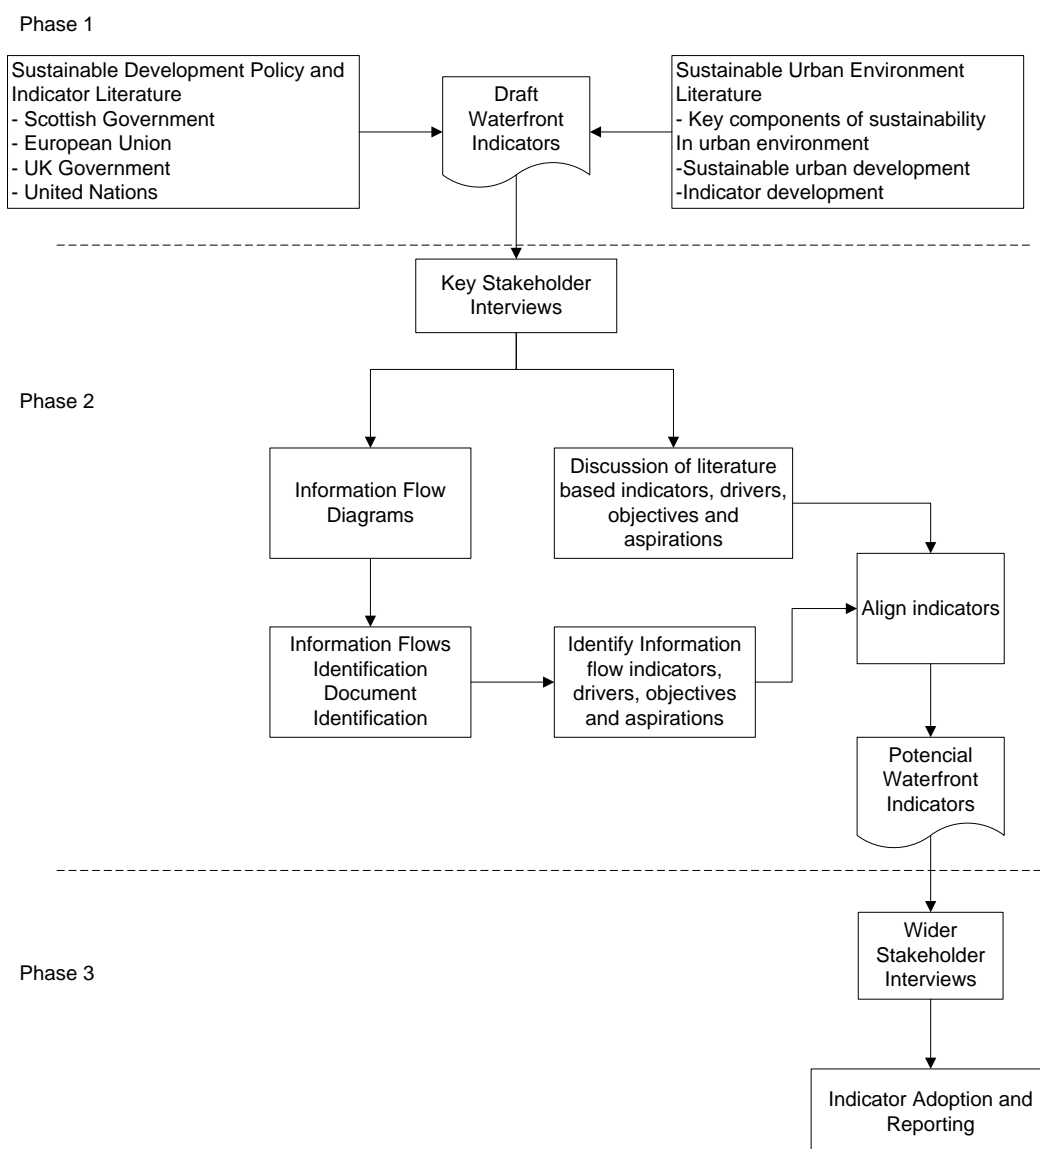 Phase 1
Sustainable Development Policy and
Indicator Literature
- Scottish Government
- European Union
- UK Government
- United Nations
Draft
Waterfront
Indicators
Sustainable Urban Environment
Literature
- Key components of sustainability
In urban environment
-Sustainable urban development
-Indicator development
Key Stakeholder
Interviews
Phase 2
Information Flow
Diagrams
Discussion of literature
based indicators, drivers,
objectives and
aspirations
Align indicators
Information Flows
Identification
Document
Identification
Identify Information
flow indicators,
drivers, objectives
and aspirations
Potencial
Waterfront
Indicators
Phase 3
Wider
Stakeholder
Interviews
Indicator Adoption and
Reporting